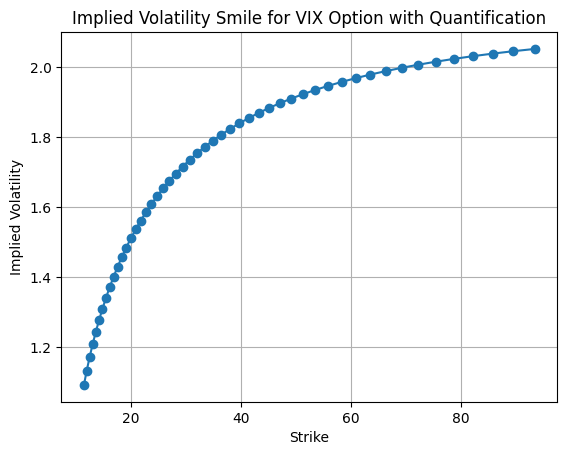 Implied Volatility Smile for VIX Option with Quantification
2.0
1.8
1.6
1.4
1.2
Implied Volatility
20 40 60 80
Strike